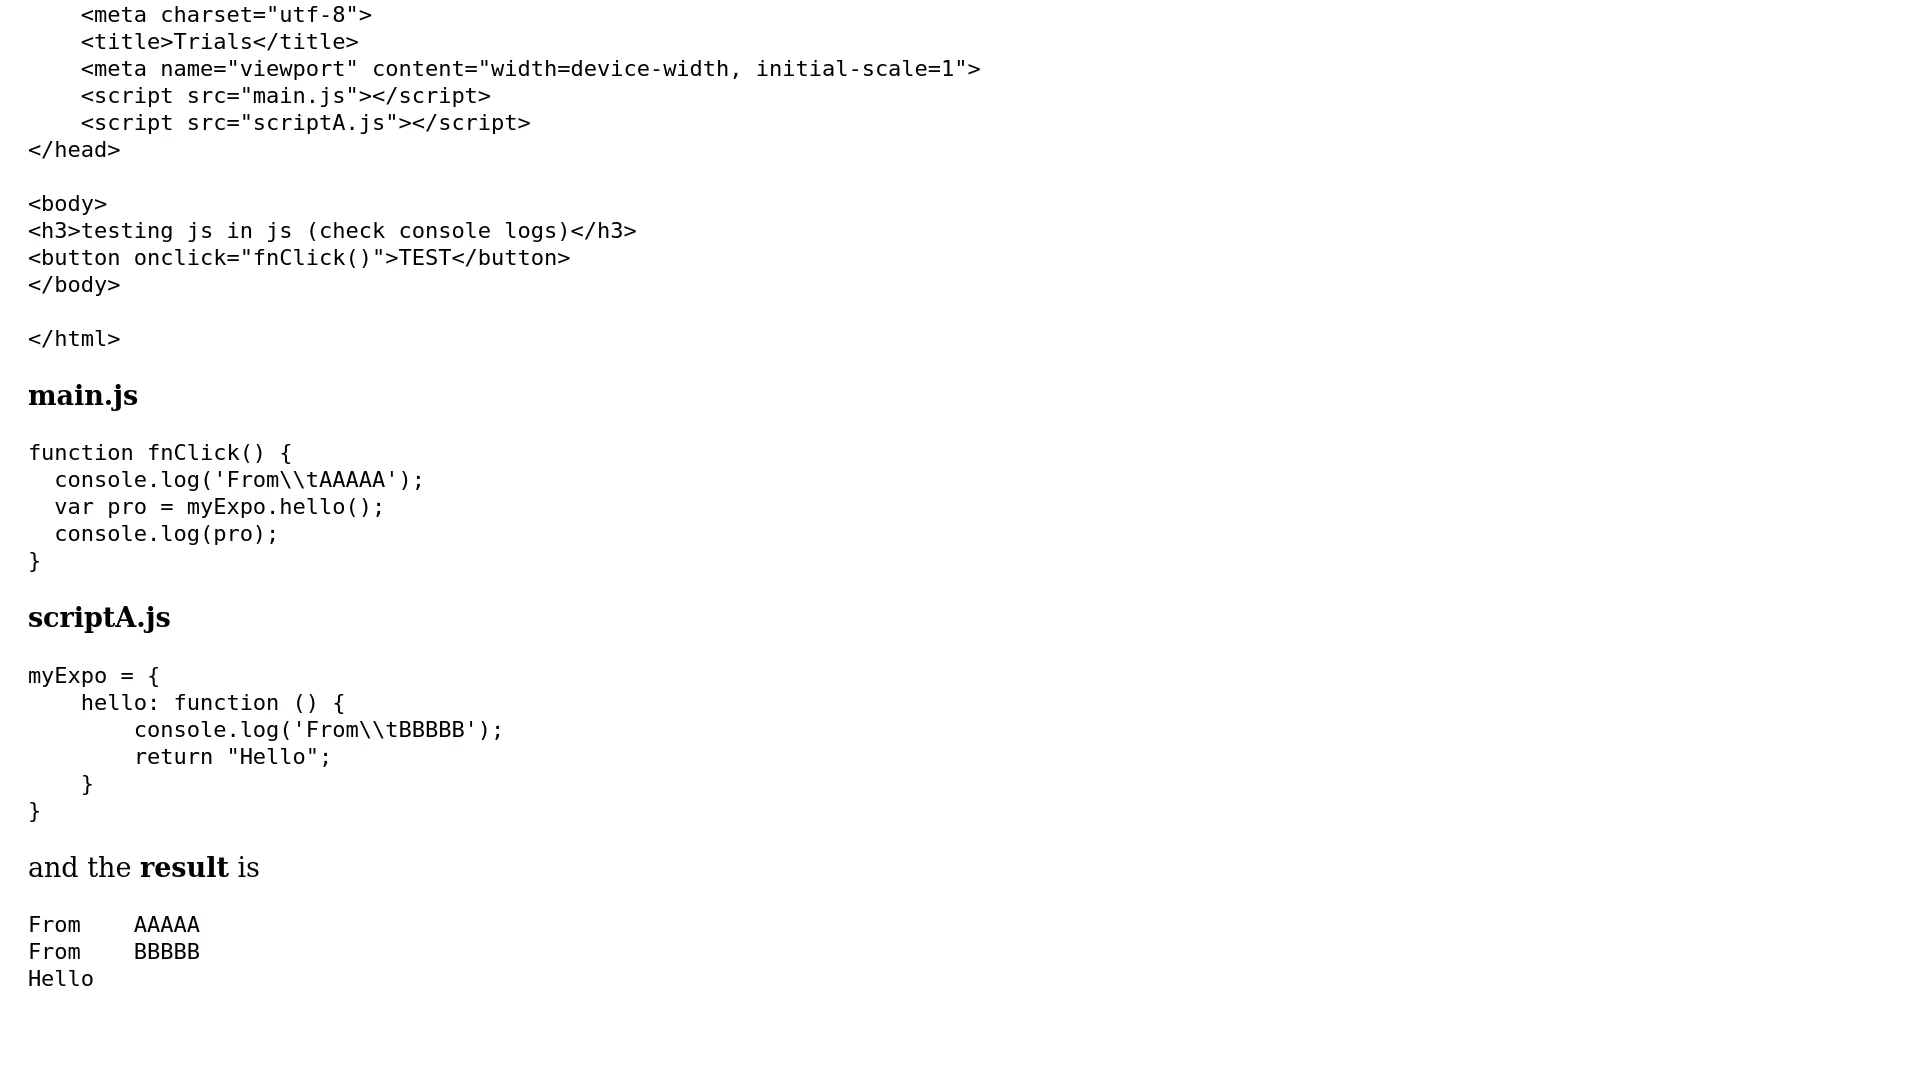 <meta charset="utf-8">
    <title>Trials</title>
    <meta name="viewport" content="width=device-width, initial-scale=1">
    <script src="main.js"></script>
    <script src="scriptA.js"></script>
</head>

<body>
<h3>testing js in js (check console logs)</h3>
<button onclick="fnClick()">TEST</button>
</body>

</html>

main.js

function fnClick() {
  console.log('From\\tAAAAA');
  var pro = myExpo.hello();
  console.log(pro);
}

scriptA.js

myExpo = {
    hello: function () {
        console.log('From\\tBBBBB');
        return "Hello";
    }
}

and the result is

From    AAAAA
From    BBBBB
Hello